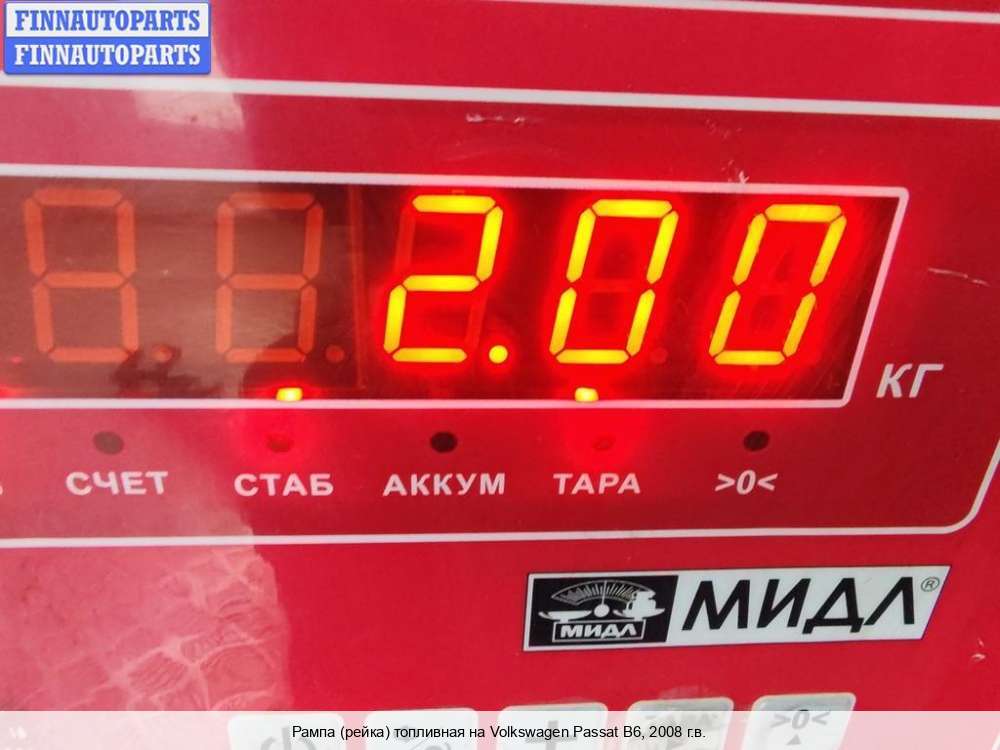 FINNAUTOPARTS
FINNAUTOPARTS
2.00
КГ
СЧЕТ СТАБ АККУМ ТАРА >0<
МИДЛ МИДЛ®
>0<
Рампа (рейка) топливная на Volkswagen Passat B6, 2008 г.в.